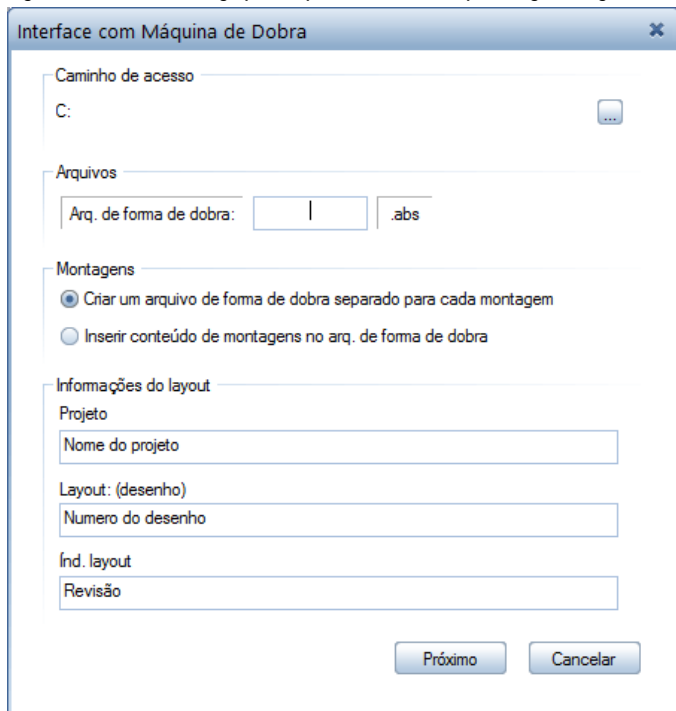 Interface com Máquina de Dobra
Caminho de acesso
C:
...
Arquivos
Arq. de forma de dobra:
.abs
Montagens
Criar um arquivo de forma de dobra separado para cada montagem
Inserir conteúdo de montagens no arq. de forma de dobra
Informações do layout
Projeto
Nome do projeto
Layout: (desenho)
Numero do desenho
Índ. layout
Revisão
Próximo
Cancelar